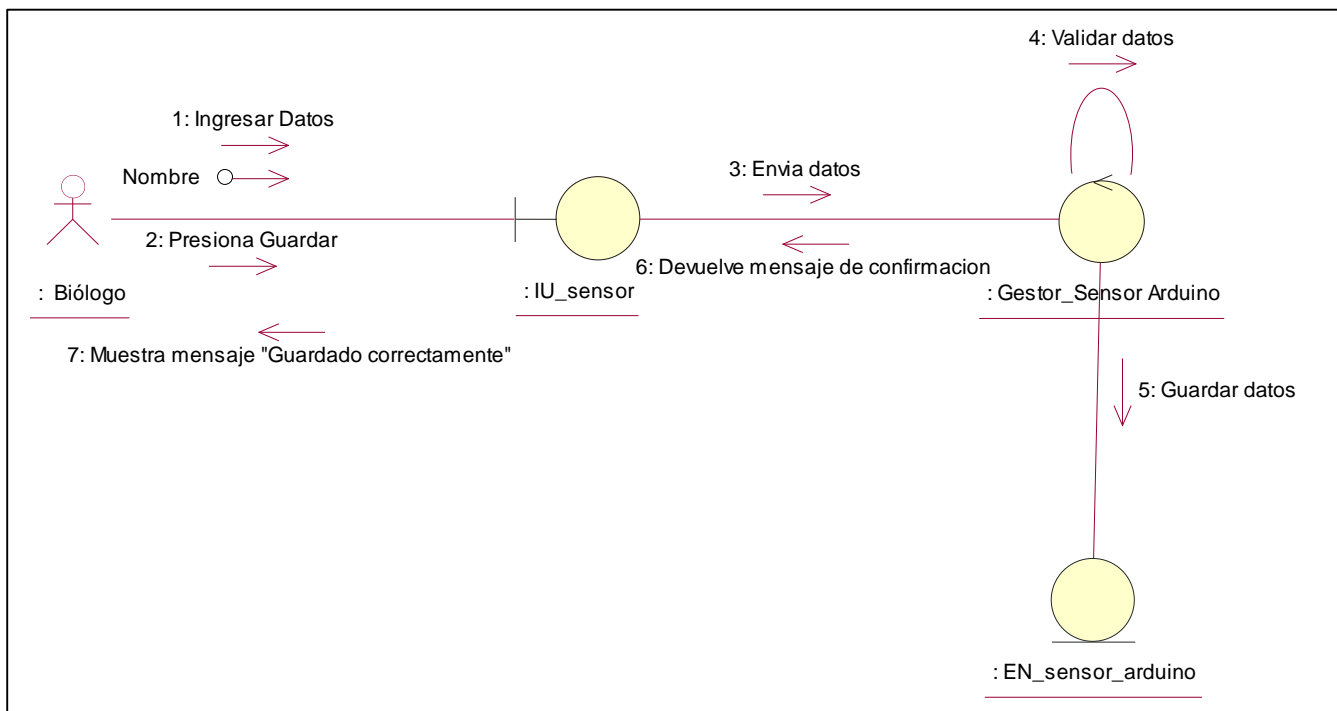 4: Validar datos
1: Ingresar Datos
Nombre
3: Envia datos
2: Presiona Guardar
6: Devuelve mensaje de confirmacion
: Biólogo
: IU_sensor
: Gestor_Sensor Arduino
7: Muestra mensaje "Guardado correctamente"
5: Guardar datos
: EN_sensor_arduino